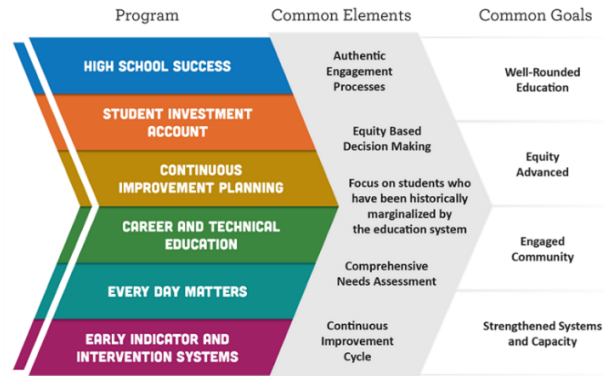 Program
Common Elements
Common Goals
HIGH SCHOOL SUCCESS
STUDENT INVESTMENT
ACCOUNT
CONTINUOUS
IMPROVEMENT PLANNING
CAREER AND TECHNICAL
EDUCATION
EVERY DAY MATTERS
EARLY INDICATOR AND
INTERVENTION SYSTEMS
Authentic
Engagement
Processes
Equity Based
Decision Making
Focus on students who
have been historically
marginalized by
the education system
Comprehensive
Needs Assessment
Continuous
Improvement
Cycle
Well-Rounded
Education
Equity
Advanced
Engaged
Community
Strengthened Systems
and Capacity